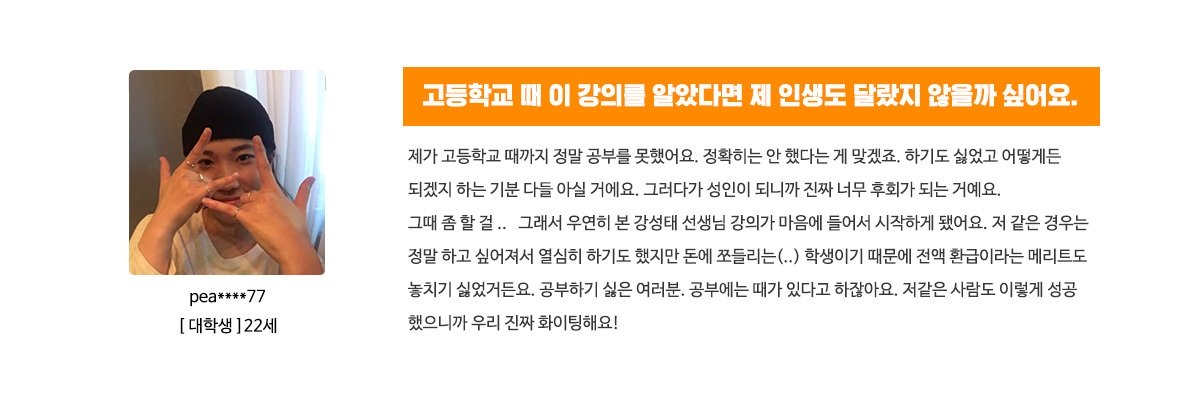 고등학교 때 이 강의를 알았다면 제 인생도 달랐지 않을까 싶어요.
제가 고등학교 때까지 정말 공부를 못했어요. 정확히는 안 했다는 게 맞겠죠. 하기도 싫었고 어떻게든
되겠지 하는 기분 다들 아실 거에요. 그러다가 성인이 되니까 진짜 너무 후회가 되는 거예요.
그때 좀 할 걸 .. 그래서 우연히 본 강성태 선생님 강의가 마음에 들어서 시작하게 됐어요. 저 같은 경우는
정말 하고 싶어져서 열심히 하기도 했지만 돈에 쪼들리는(..) 학생이기 때문에 전액 환급이라는 메리트도
놓치기 싫었거든요. 공부하기 싫은 여러분. 공부에는 때가 있다고 하잖아요. 저같은 사람도 이렇게 성공
했으니까 우리 진짜 화이팅해요!
pea****77
[ 대학생 ] 22세